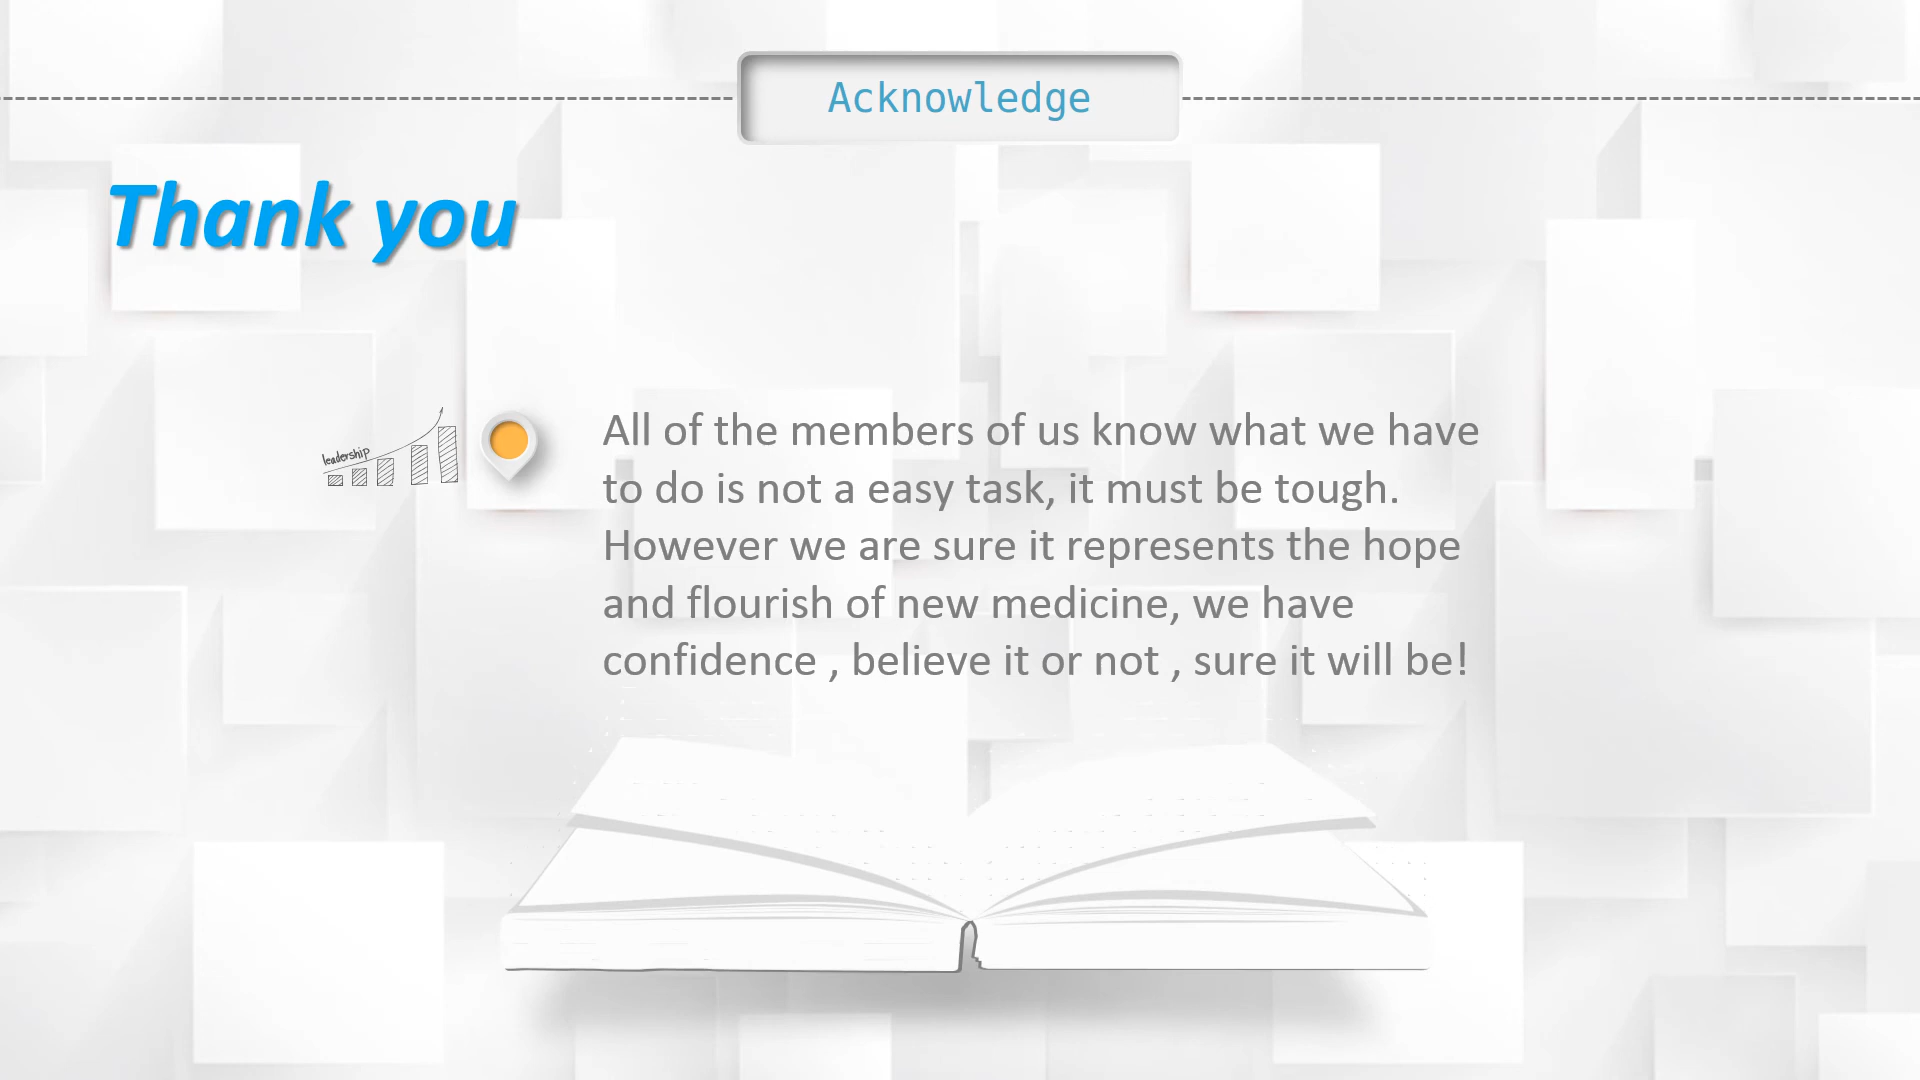 Acknowledge
Thank you
leadership
All of the members of us know what we have
to do is not a easy task, it must be tough.
However we are sure it represents the hope
and flourish of new medicine, we have
confidence , believe it or not , sure it will be!